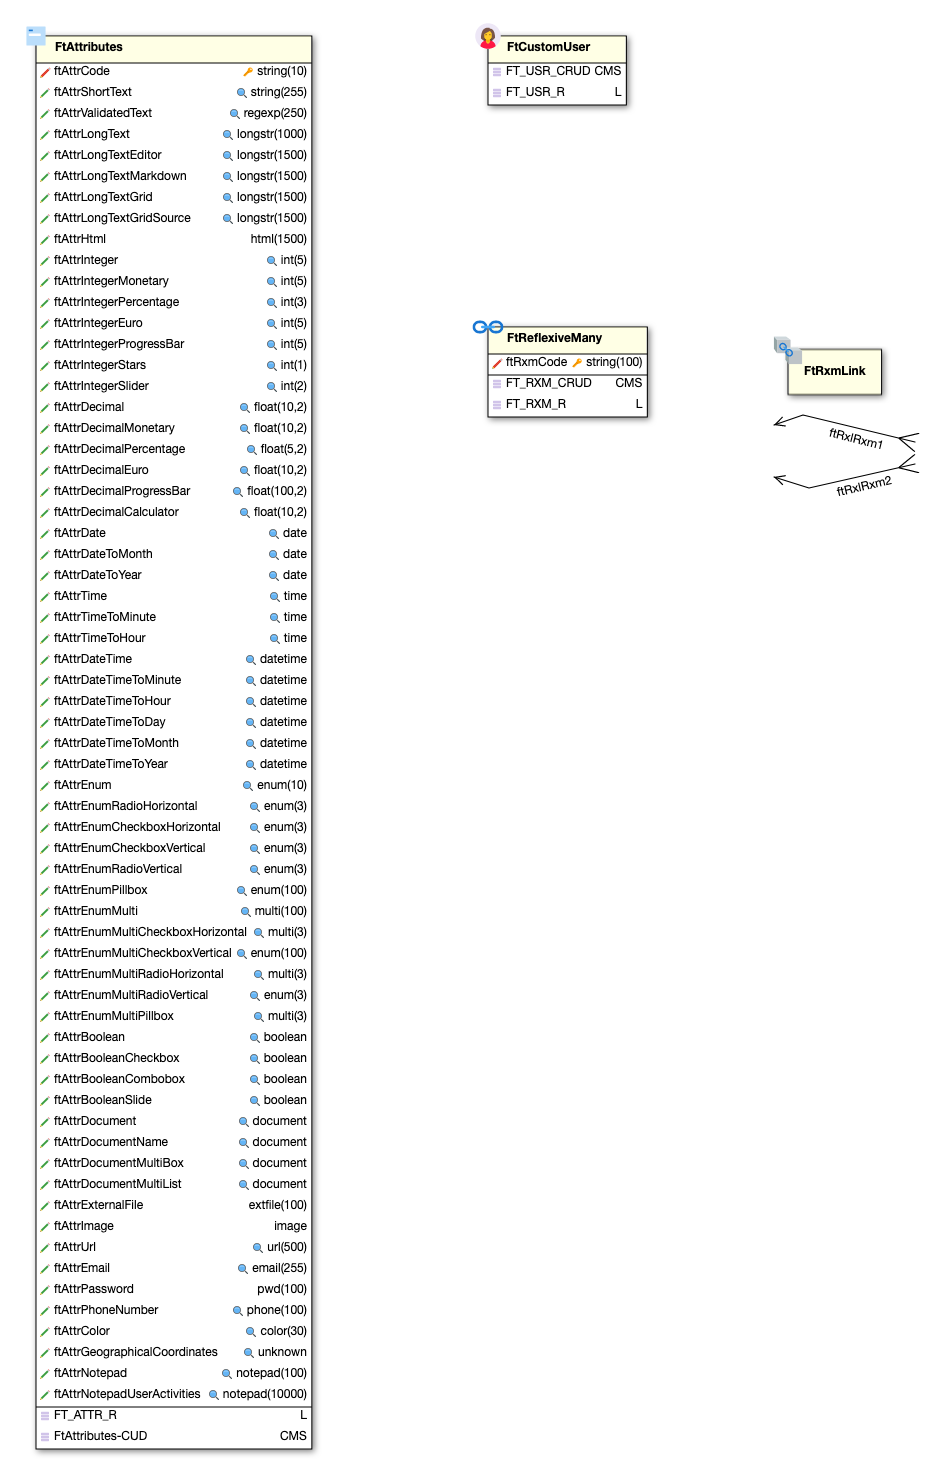 FtAttributes
ftAttrCode string(10)
ftAttrShortText string(255)
ftAttrValidatedText regexp(250)
ftAttrLongText longstr(1000)
ftAttrLongTextEditor longstr(1500)
ftAttrLongTextMarkdown longstr(1500)
ftAttrLongTextGrid longstr(1500)
ftAttrLongTextGridSource longstr(1500)
ftAttrHtml html(1500)
ftAttrInteger int(5)
ftAttrIntegerMonetary int(5)
ftAttrIntegerPercentage int(3)
ftAttrIntegerEuro int(5)
ftAttrIntegerProgressBar int(5)
ftAttrIntegerStars int(1)
ftAttrIntegerSlider int(2)
ftAttrDecimal float(10,2)
ftAttrDecimalMonetary float(10,2)
ftAttrDecimalPercentage float(5,2)
ftAttrDecimalEuro float(10,2)
ftAttrDecimalProgressBar float(100,2)
ftAttrDecimalCalculator float(10,2)
ftAttrDate date
ftAttrDateToMonth date
ftAttrDateToYear date
ftAttrTime time
ftAttrTimeToMinute time
ftAttrTimeToHour time
ftAttrDateTime datetime
ftAttrDateTimeToMinute datetime
ftAttrDateTimeToHour datetime
ftAttrDateTimeToDay datetime
ftAttrDateTimeToMonth datetime
ftAttrDateTimeToYear datetime
ftAttrEnum enum(10)
ftAttrEnumRadioHorizontal enum(3)
ftAttrEnumCheckboxHorizontal enum(3)
ftAttrEnumCheckboxVertical enum(3)
ftAttrEnumRadioVertical enum(3)
ftAttrEnumPillbox enum(100)
ftAttrEnumMulti multi(100)
ftAttrEnumMultiCheckboxHorizontal multi(3)
ftAttrEnumMultiCheckboxVertical enum(100)
ftAttrEnumMultiRadioHorizontal multi(3)
ftAttrEnumMultiRadioVertical enum(3)
ftAttrEnumMultiPillbox multi(3)
ftAttrBoolean boolean
ftAttrBooleanCheckbox boolean
ftAttrBooleanCombobox boolean
ftAttrBooleanSlide boolean
ftAttrDocument document
ftAttrDocumentName document
ftAttrDocumentMultiBox document
ftAttrDocumentMultiList document
ftAttrExternalFile extfile(100)
ftAttrImage image
ftAttrUrl url(500)
ftAttrEmail email(255)
ftAttrPassword pwd(100)
ftAttrPhoneNumber phone(100)
ftAttrColor color(30)
ftAttrGeographicalCoordinates unknown
ftAttrNotepad notepad(100)
ftAttrNotepadUserActivities notepad(10000)
FT_ATTR_R L
FtAttributes-CUD CMS
FtCustomUser
FT_USR_CRUD CMS
FT_USR_R L
FtReflexiveMany
ftRxmCode string(100)
FT_RXM_CRUD CMS
FT_RXM_R L
FtRxmLink
ftRxlRxm1
ftRxlRxm2